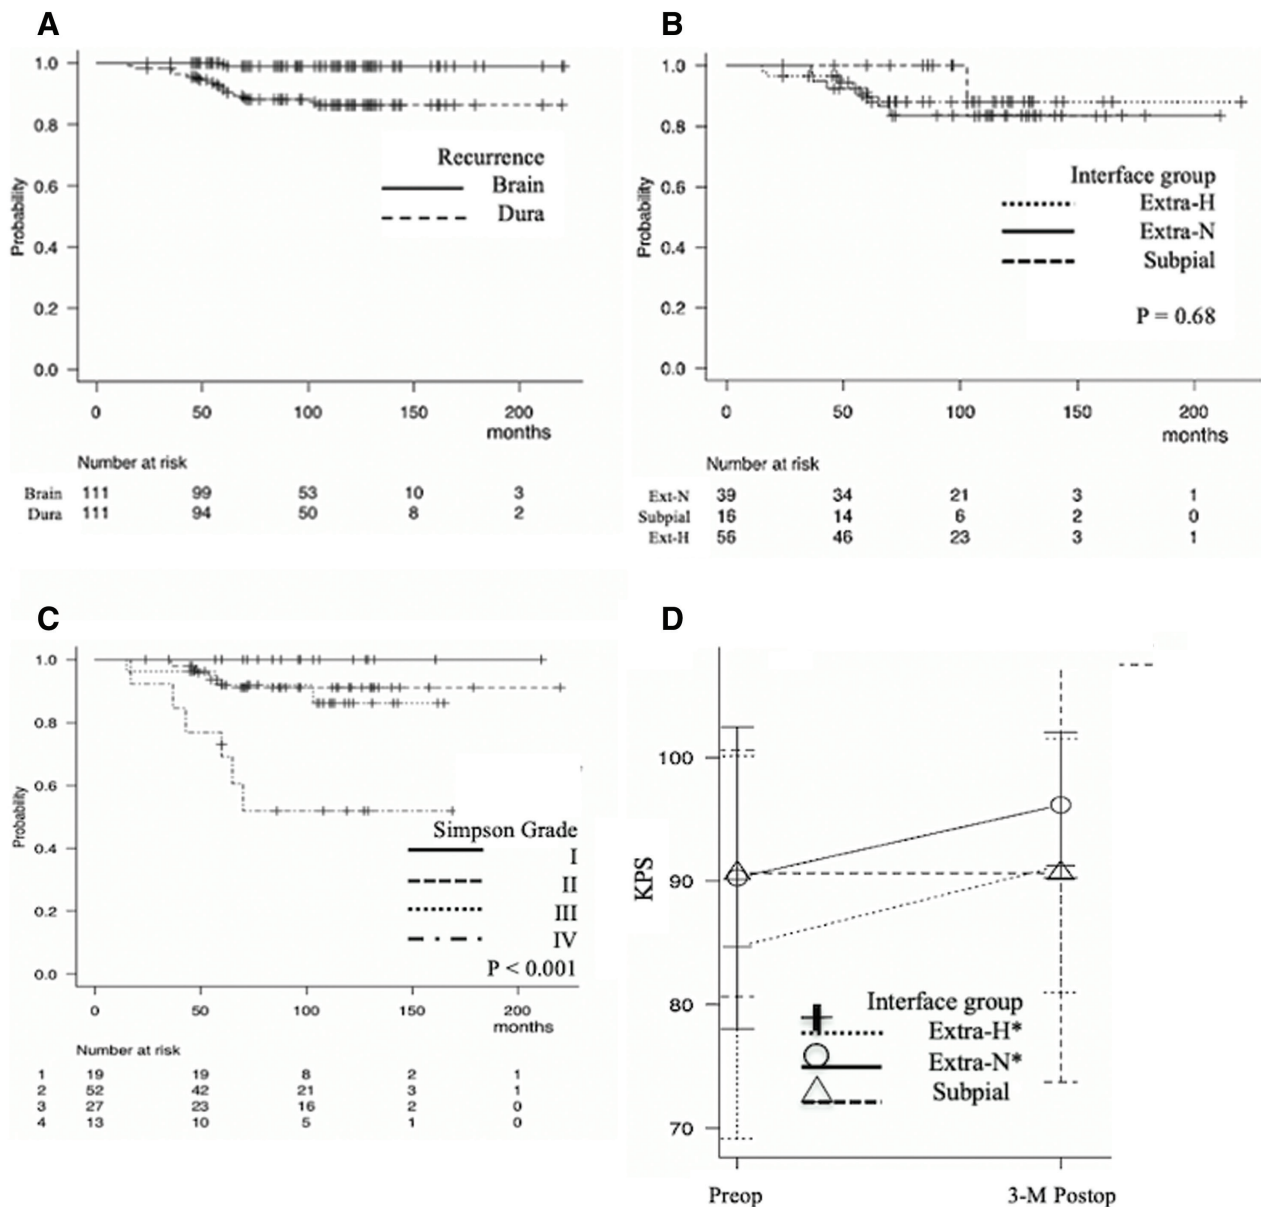 A
1.0
0.8
0.6
0.4
0.2
0.0
Probability
Recurrence
Brain
Dura
0 50 100 150 200
months
Number at risk
Brain 111 99 53 10 3
Dura 111 94 50 8 2
B
1.0
0.8
0.6
0.4
0.2
0.0
Probability
Interface group
Extra-H
Extra-N
Subpial
P = 0.68
0 50 100 150 200
months
Number at risk
Ext-N 39 34 21 3 1
Subpial 16 14 6 2 0
Ext-H 56 46 23 3 1
C
1.0
0.8
0.6
0.4
0.2
0.0
Probability
Simpson Grade
I
II
III
IV
P < 0.001
0 50 100 150 200
months
Number at risk
1 19 19 8 2 1
2 52 42 21 3 1
3 27 23 16 2 0
4 13 10 5 1 0
D
100
90
80
70
KPS
Interface group
Extra-H*
Extra-N*
Subpial
Preop 3-M Postop